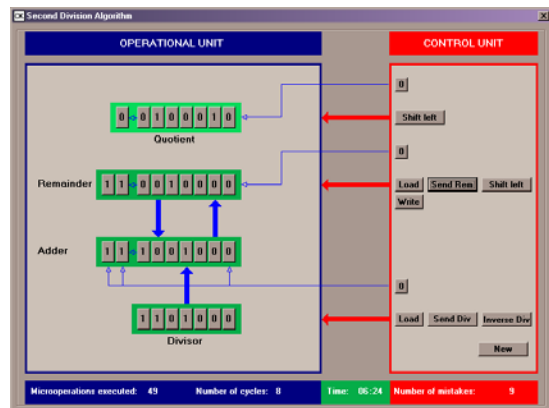 Second Division Algorithm
OPERATIONAL UNIT
CONTROL UNIT
0
0 0 1 0 0 0 1 0
Shift left
Quotient
0
Remainder 1 1 0 0 1 0 0 0 0
Load Send Rem Shift left
Write
Adder 1 1 1 0 0 1 0 0 0
0
1 1 0 1 0 0 0
Load Send Div Inverse Div
Divisor
New
Microoperations executed: 49 Number of cycles: 8 Time: 06:24 Number of mistakes: 9